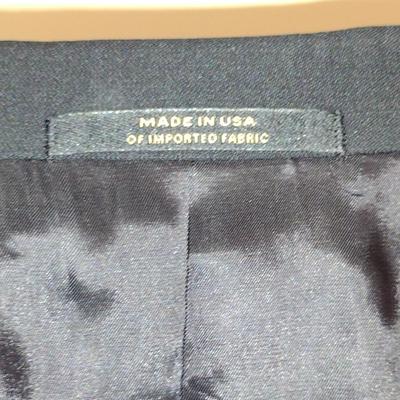 MADE IN USA
OF IMPORTED FABRIC